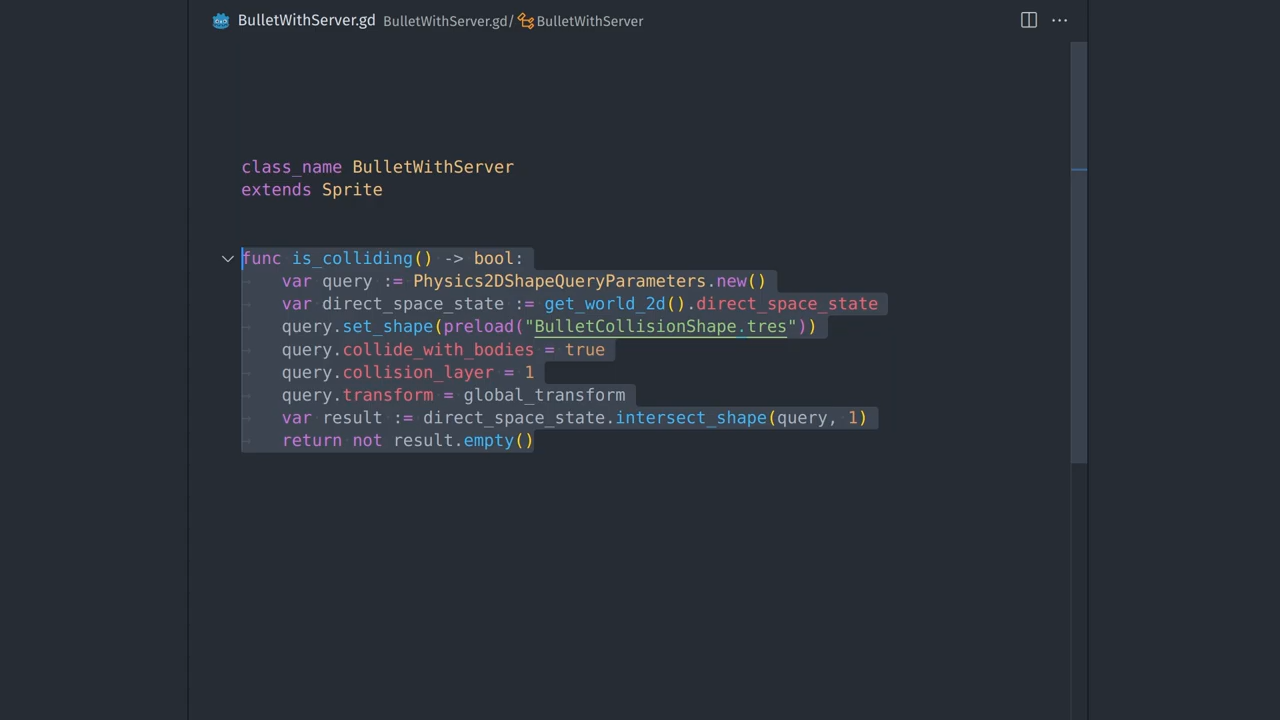 BulletWithServer.gd BulletWithServer.gd/ BulletWithServer
class_name BulletWithServer
extends Sprite
func is_colliding() -> bool:
var query := Physics2DShapeQueryParameters.new()
var direct_space_state := get_world_2d().direct_space_state
query.set_shape(preload("BulletCollisionShape.tres"))
query.collide_with_bodies = true
query.collision_layer = 1
query.transform = global_transform
var result := direct_space_state.intersect_shape(query, 1)
return not result.empty()